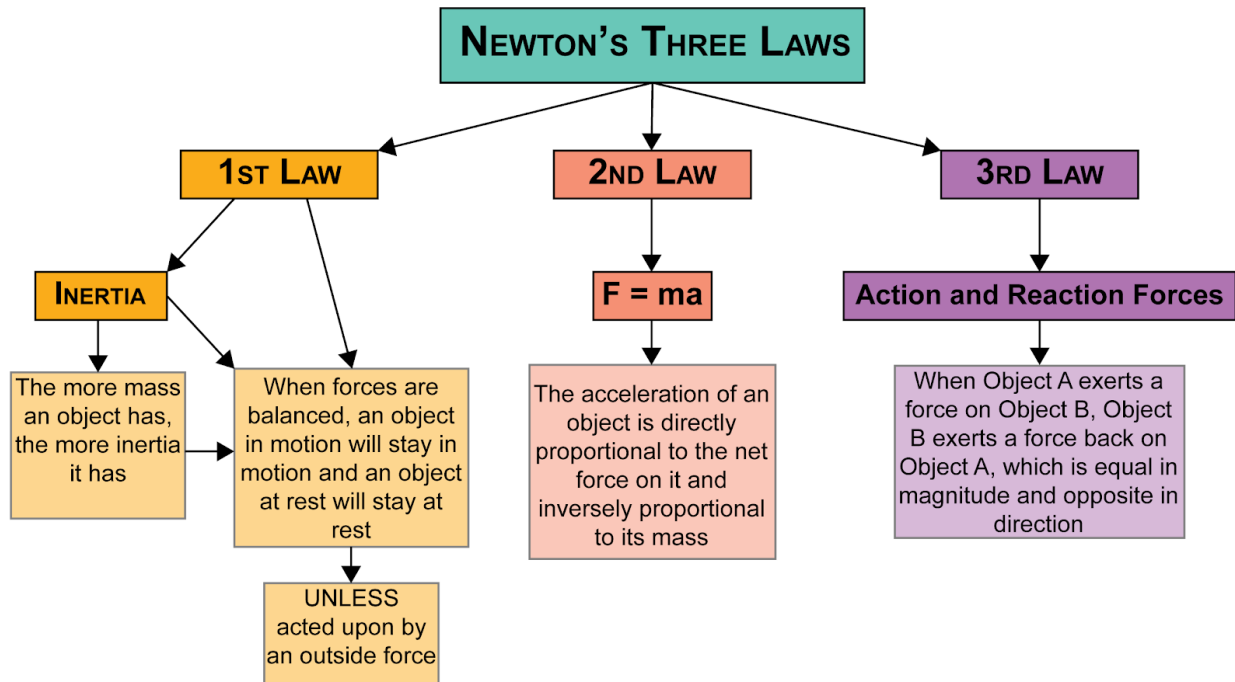 NEWTON'S THREE LAWS
1ST LAW
2ND LAW
3RD LAW
INERTIA
F = ma
Action and Reaction Forces
The more mass
an object has,
the more inertia
it has
When forces are
balanced, an object
in motion will stay in
motion and an object
at rest will stay at
rest
UNLESS
acted upon by
an outside force
The acceleration of an
object is directly
proportional to the net
force on it and
inversely proportional
to its mass
When Object A exerts a
force on Object B, Object
B exerts a force back on
Object A, which is equal in
magnitude and opposite in
direction